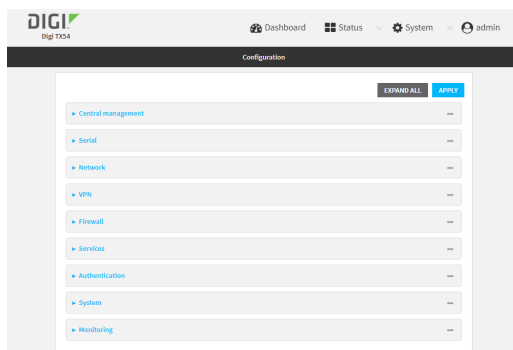 DIGI
Digi TX54
Dashboard Status System admin
Configuration
EXPAND ALL APPLY
Central management
Serial
Network
VPN
Firewall
Services
Authentication
System
Monitoring